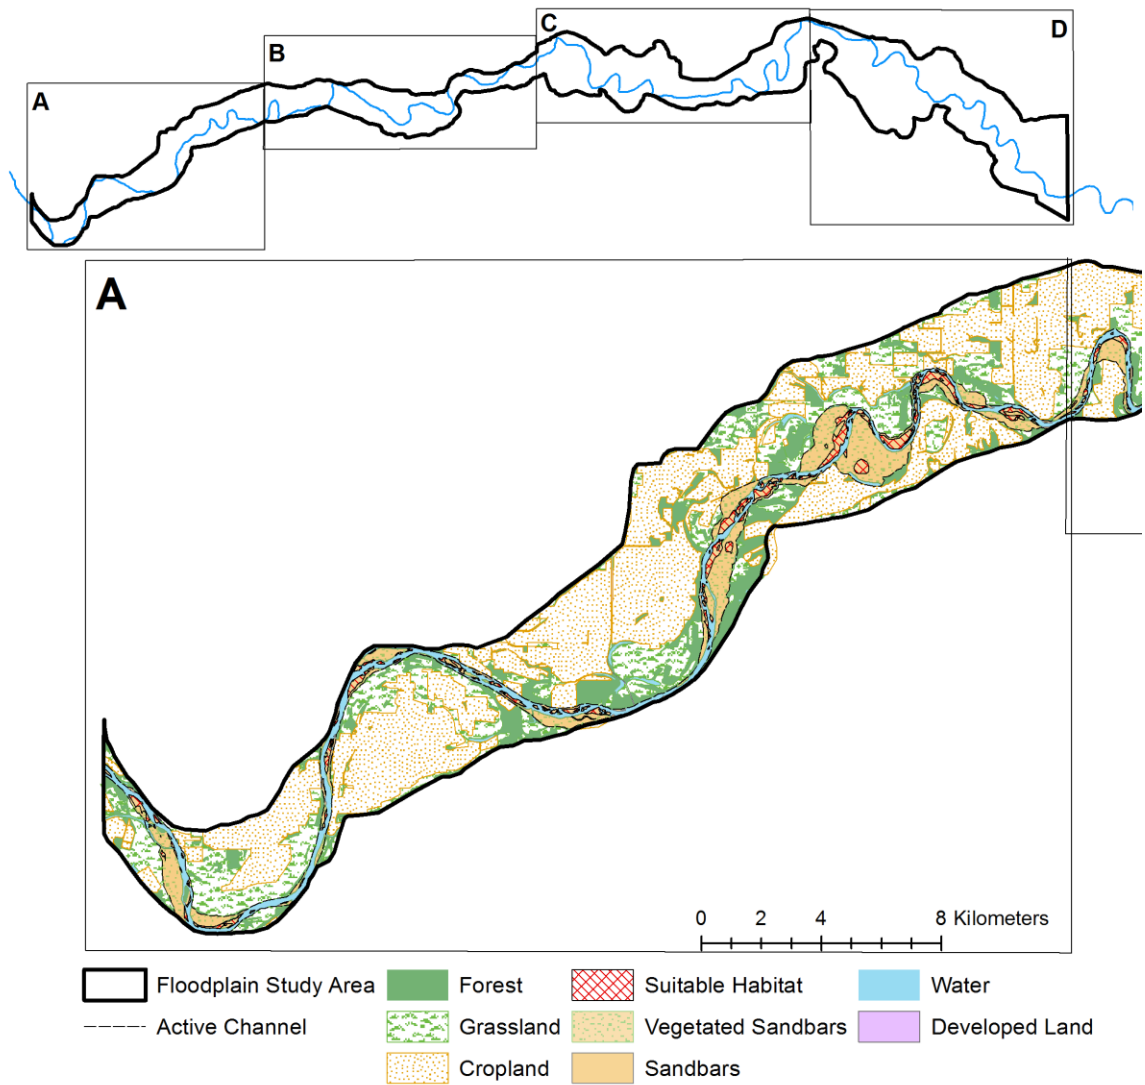 A
B
C
D
A
0 2 4 8 Kilometers
Floodplain Study Area
Forest
Suitable Habitat
Water
Active Channel
Grassland
Vegetated Sandbars
Developed Land
Cropland
Sandbars